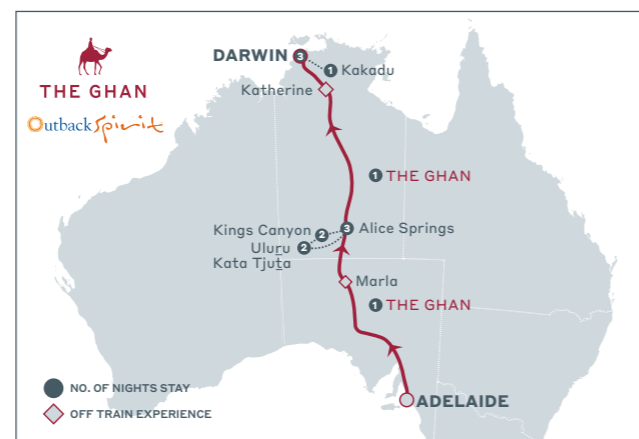 THE GHAN
Outback Spirit
DARWIN
3
1 Kakadu
Katherine
1 THE GHAN
Kings Canyon 2
3 Alice Springs
Uluṟu 2
Kata Tjuṯa
Marla
1 THE GHAN
ADELAIDE
NO. OF NIGHTS STAY
OFF TRAIN EXPERIENCE